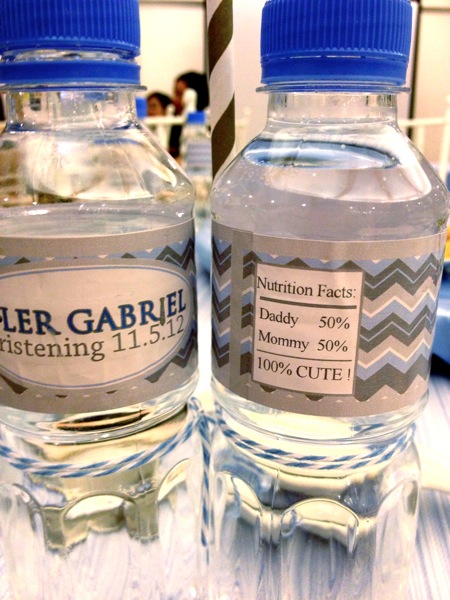 LER GABRIEL
ristening 11.5.12
Nutrition Facts:
Daddy 50%
Mommy 50%
100% CUTE !